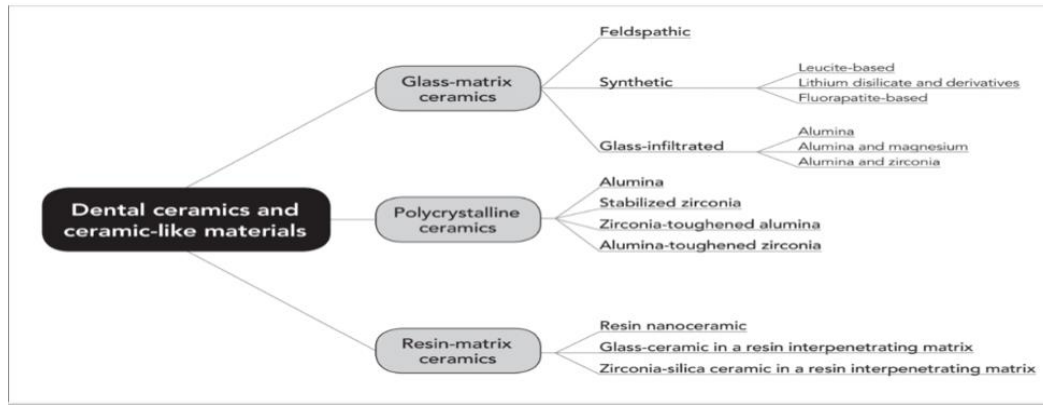 Dental ceramics and
ceramic-like materials
Glass-matrix
ceramics
Feldspathic
Synthetic
Leucite-based
Lithium disilicate and derivatives
Fluorapatite-based
Glass-infiltrated
Alumina
Alumina and magnesium
Alumina and zirconia
Polycrystalline
ceramics
Alumina
Stabilized zirconia
Zirconia-toughened alumina
Alumina-toughened zirconia
Resin-matrix
ceramics
Resin nanoceramic
Glass-ceramic in a resin interpenetrating matrix
Zirconia-silica ceramic in a resin interpenetrating matrix